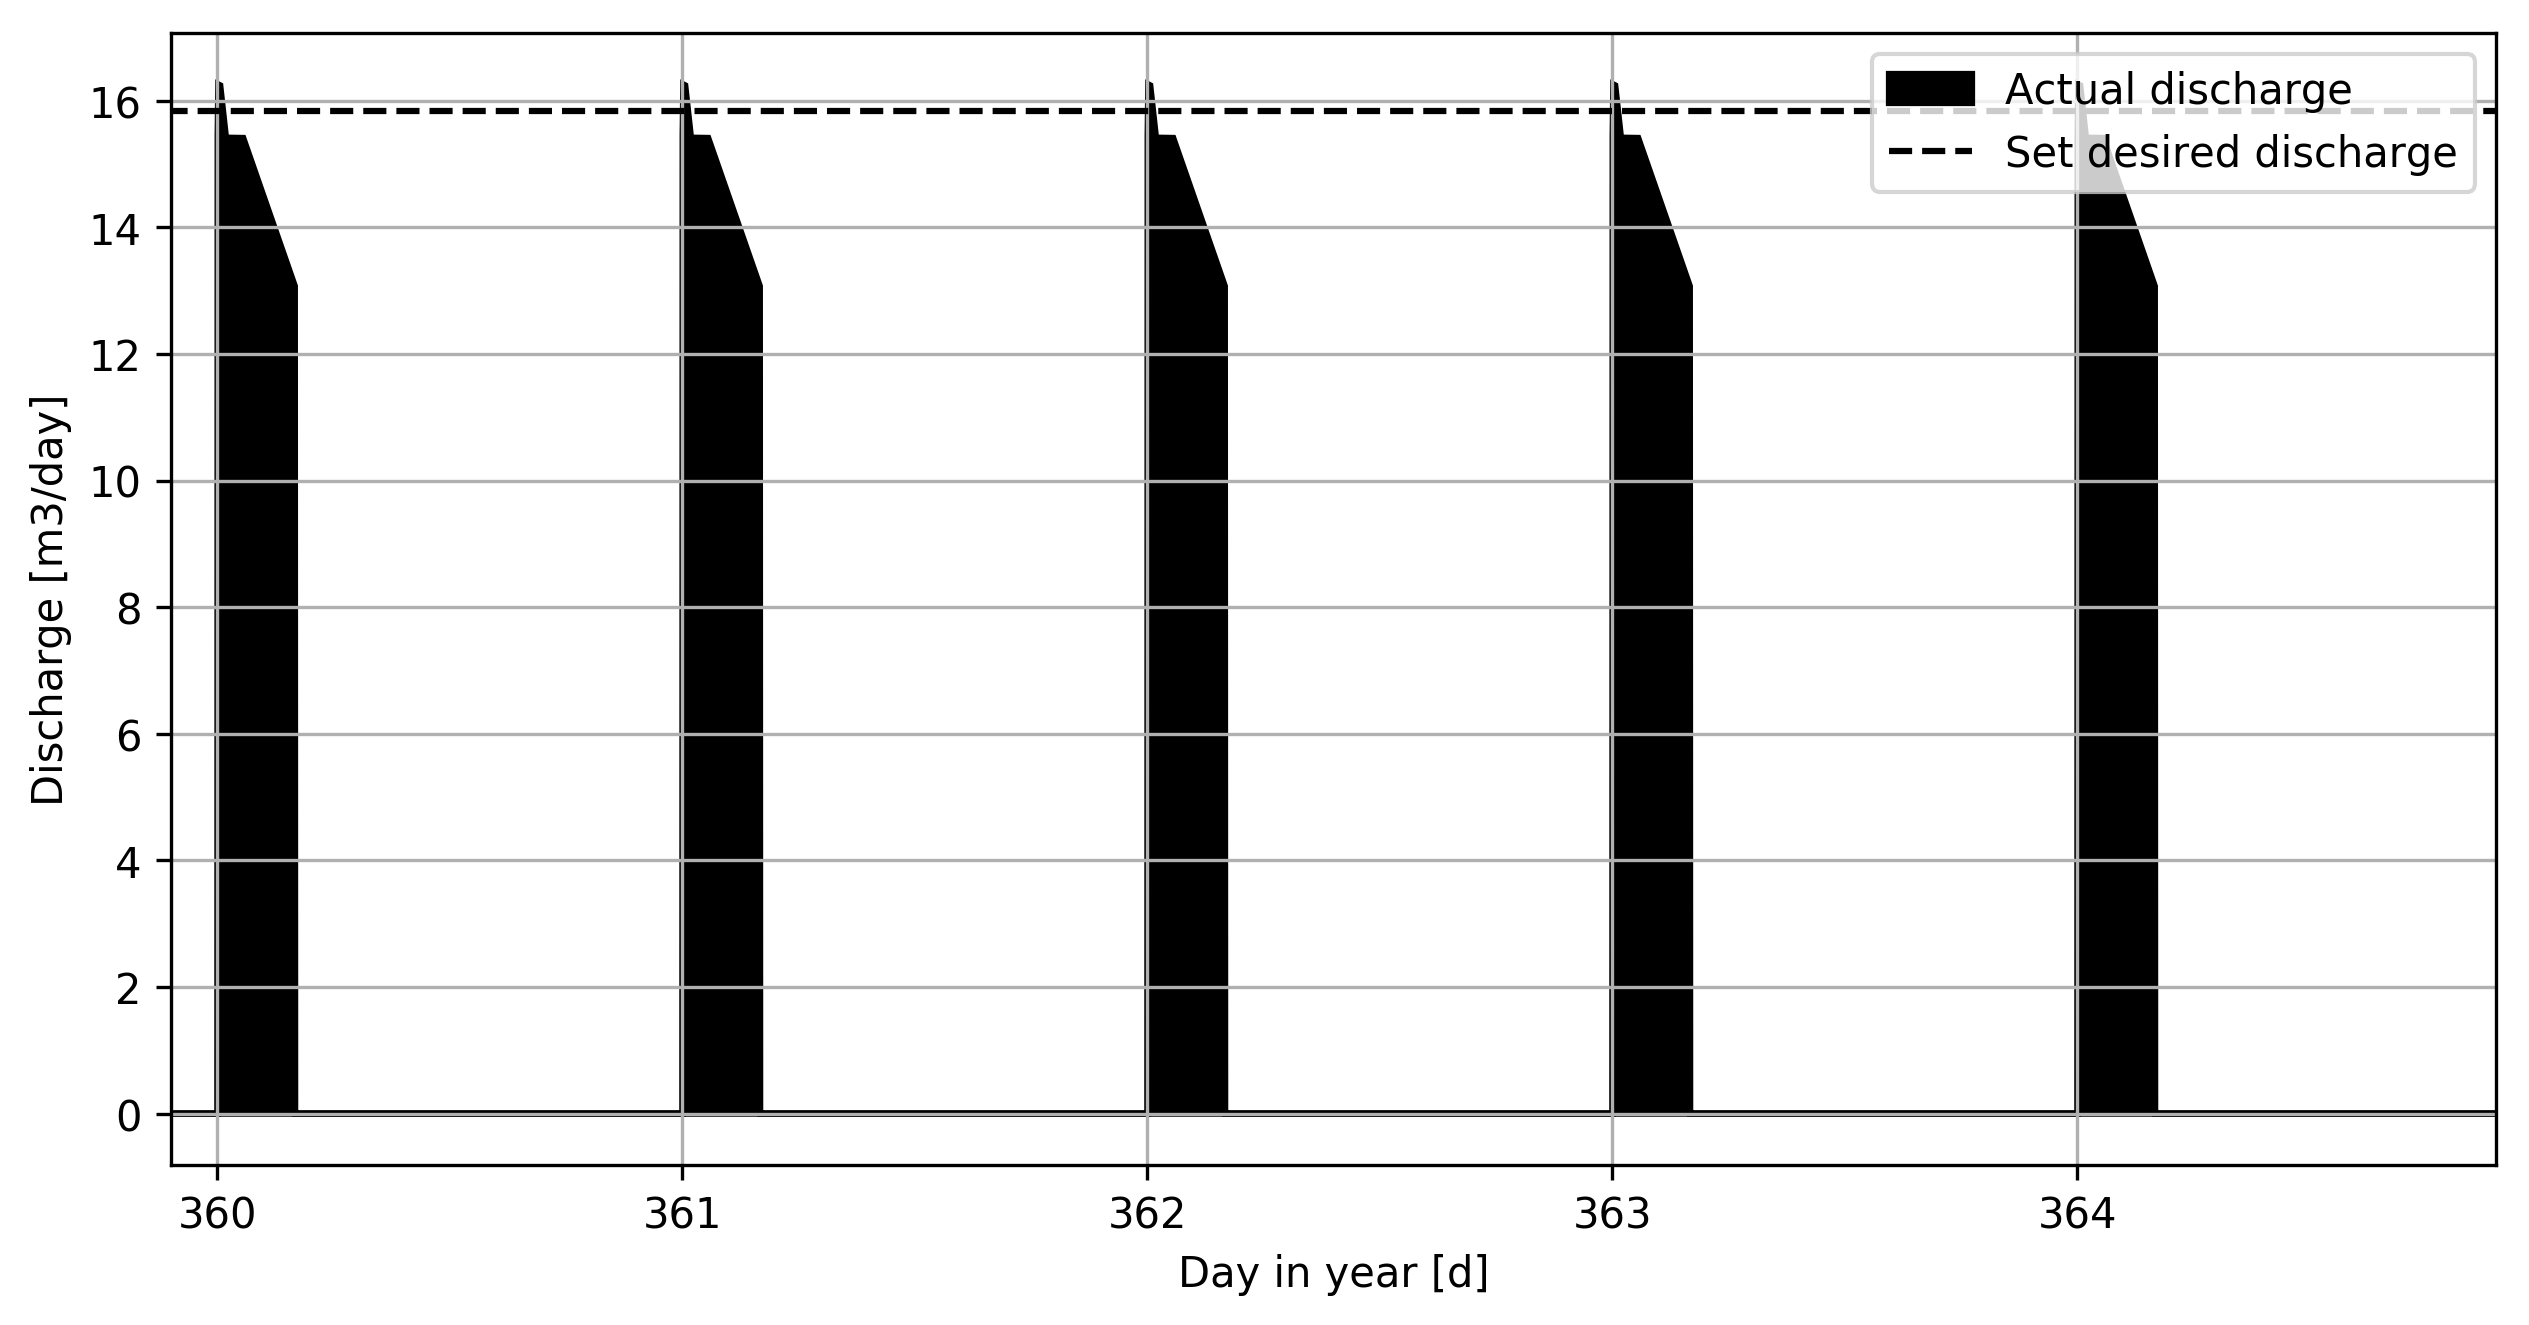 Actual discharge
Set desired discharge
16
14
12
10
8
6
4
2
0
Discharge [m3/day]
360 361 362 363 364
Day in year [d]